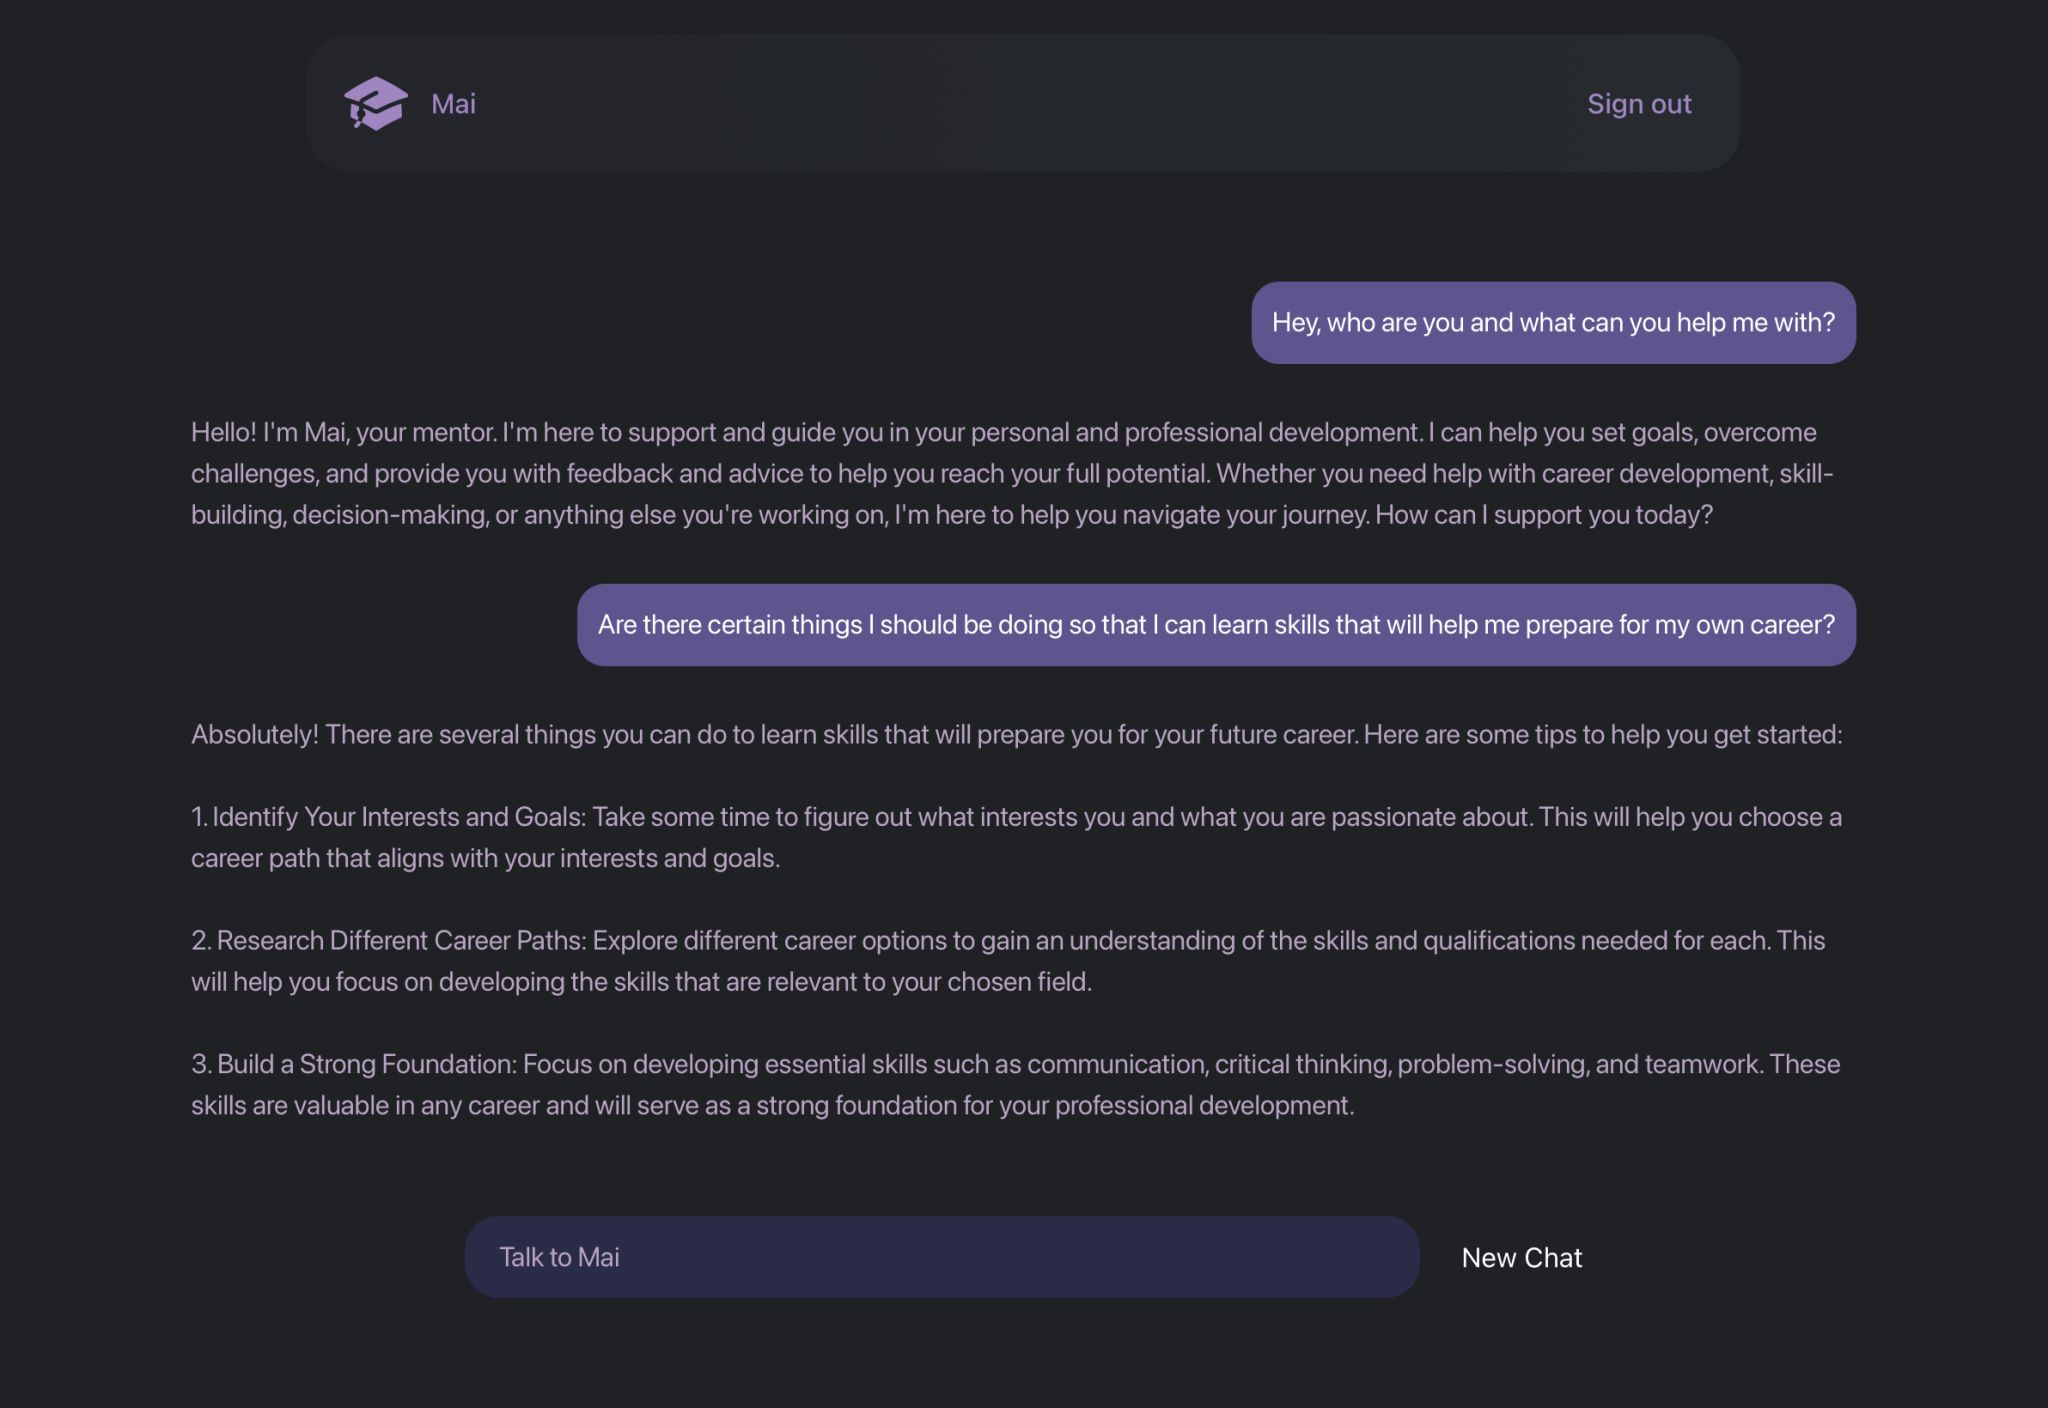 Mai
Sign out
Hey, who are you and what can you help me with?
Hello! I'm Mai, your mentor. I'm here to support and guide you in your personal and professional development. I can help you set goals, overcome
challenges, and provide you with feedback and advice to help you reach your full potential. Whether you need help with career development, skill-
building, decision-making, or anything else you're working on, I'm here to help you navigate your journey. How can I support you today?
Are there certain things I should be doing so that I can learn skills that will help me prepare for my own career?
Absolutely! There are several things you can do to learn skills that will prepare you for your future career. Here are some tips to help you get started:
1. Identify Your Interests and Goals: Take some time to figure out what interests you and what you are passionate about. This will help you choose a
career path that aligns with your interests and goals.
2. Research Different Career Paths: Explore different career options to gain an understanding of the skills and qualifications needed for each. This
will help you focus on developing the skills that are relevant to your chosen field.
3. Build a Strong Foundation: Focus on developing essential skills such as communication, critical thinking, problem-solving, and teamwork. These
skills are valuable in any career and will serve as a strong foundation for your professional development.
Talk to Mai
New Chat